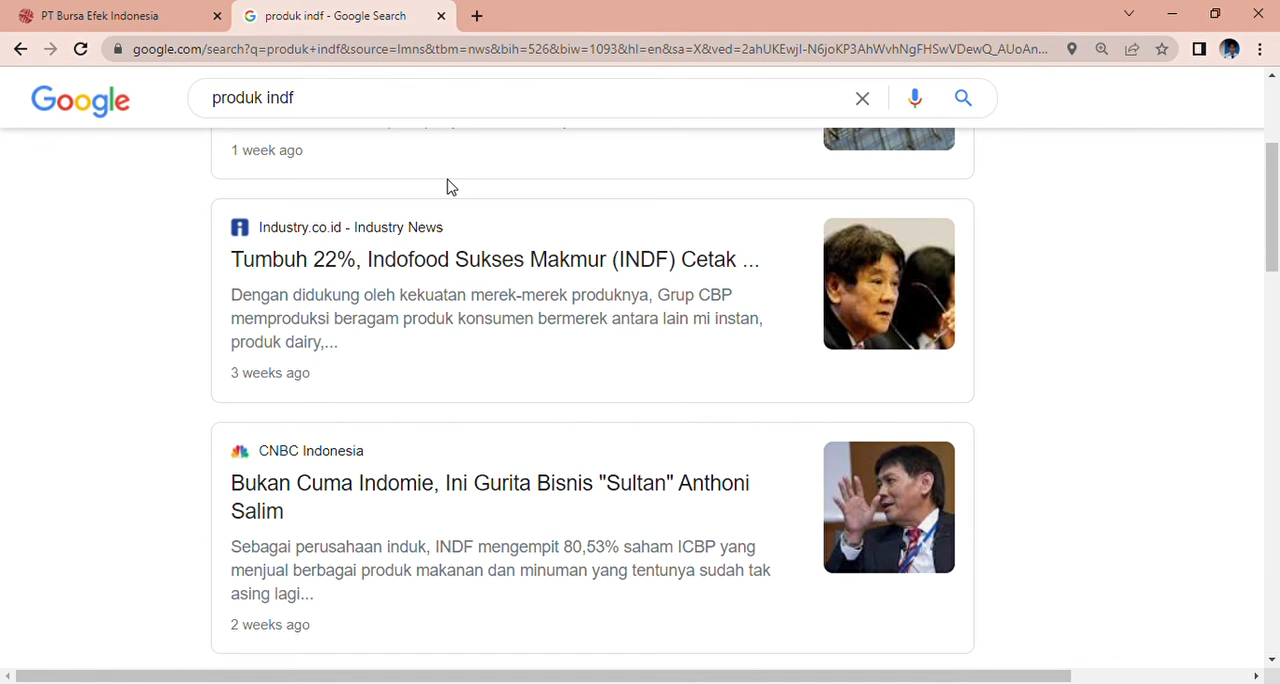 PT Bursa Efek Indonesia
produk indf - Google Search
google.com/search?q=produk+indf&source=lmns&tbm=nws&bih=526&biw=1093&hl=en&sa=X&ved=2ahUKEwjI-N6joKP3AhWvhNgFHSwVDewQ_AUoAn...
Google
produk indf
1 week ago
Industry.co.id - Industry News
Tumbuh 22%, Indofood Sukses Makmur (INDF) Cetak ...
Dengan didukung oleh kekuatan merek-merek produknya, Grup CBP
memproduksi beragam produk konsumen bermerek antara lain mi instan,
produk dairy,...
3 weeks ago
CNBC Indonesia
Bukan Cuma Indomie, Ini Gurita Bisnis "Sultan" Anthoni
Salim
Sebagai perusahaan induk, INDF mengempit 80,53% saham ICBP yang
menjual berbagai produk makanan dan minuman yang tentunya sudah tak
asing lagi...
2 weeks ago